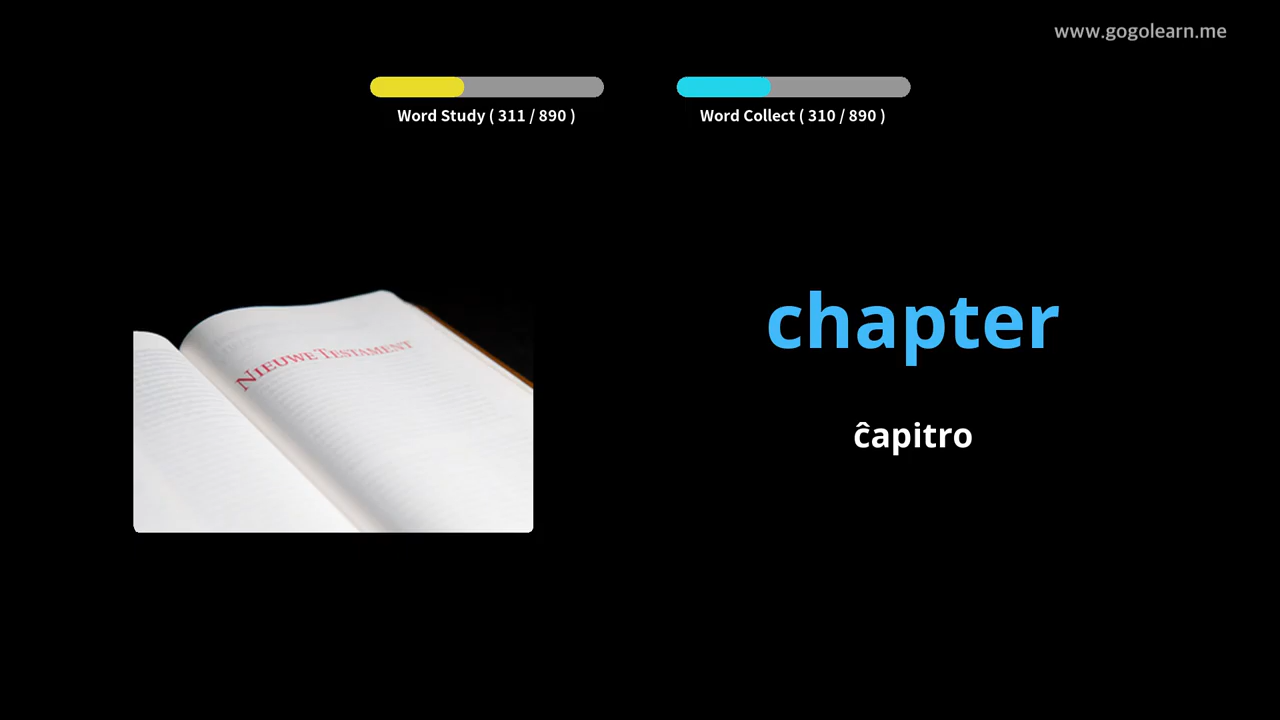 www.gogolearn.me
Word Study ( 311 / 890 )
Word Collect ( 310 / 890 )
NIEUWE TESTAMENT
chapter
ĉapitro